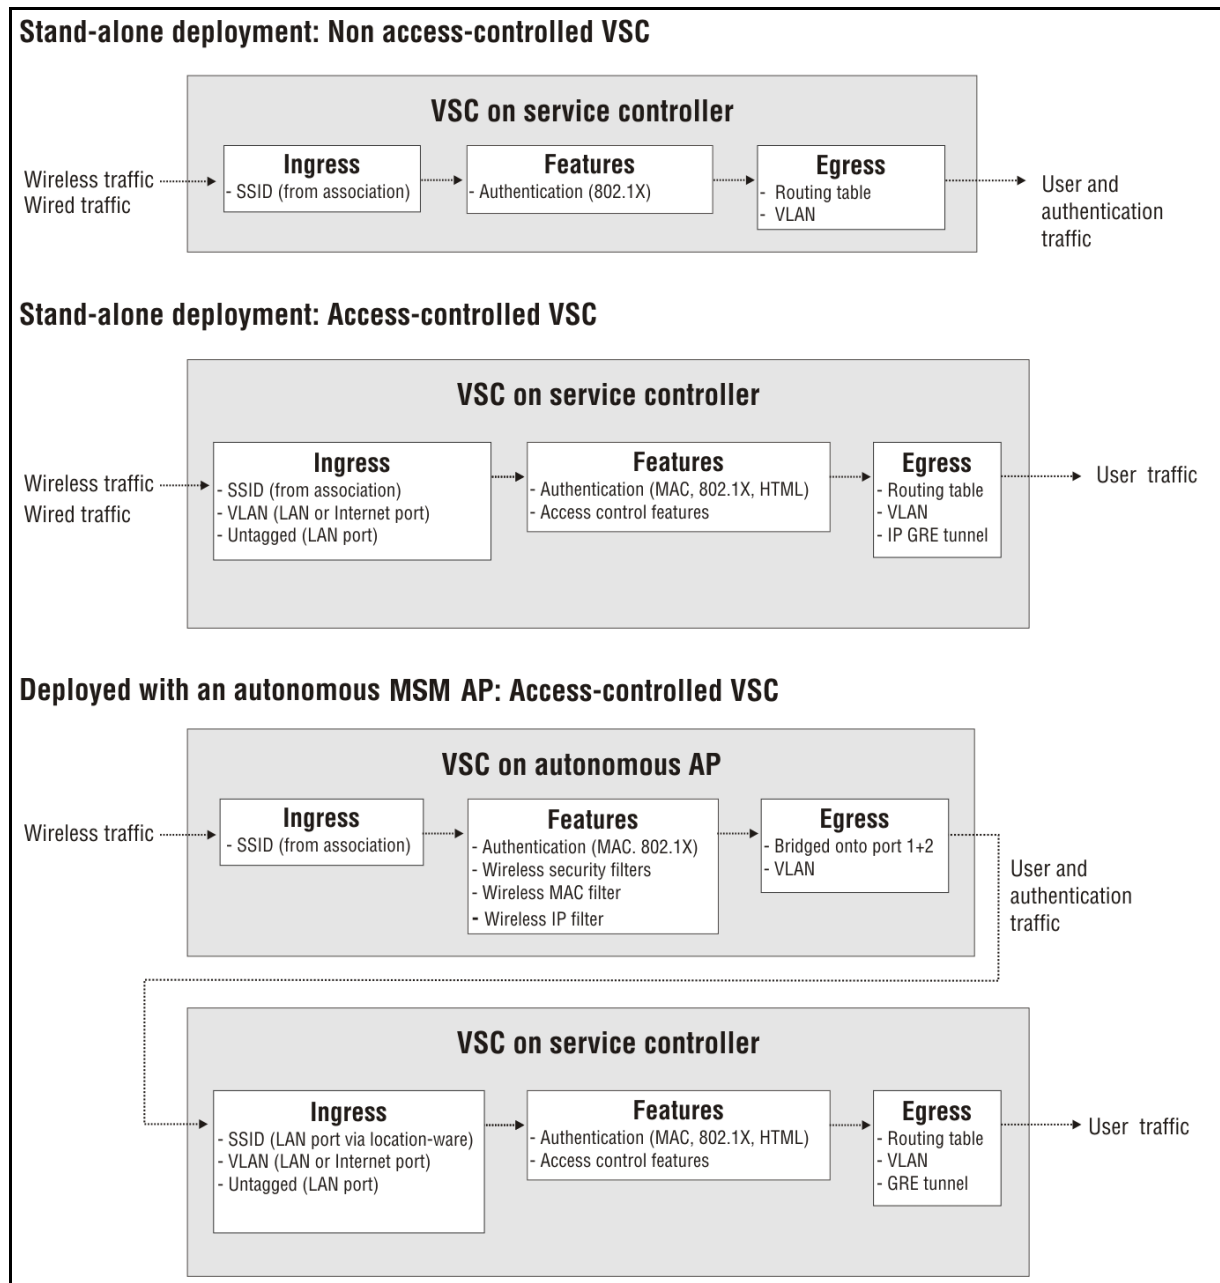 Stand-alone deployment: Non access-controlled VSC
VSC on service controller
Wireless traffic
Wired traffic
Ingress
- SSID (from association)
Features
- Authentication (802.1X)
Egress
- Routing table
- VLAN
User and
authentication
traffic
Stand-alone deployment: Access-controlled VSC
VSC on service controller
Wireless traffic
Wired traffic
Ingress
- SSID (from association)
- VLAN (LAN or Internet port)
- Untagged (LAN port)
Features
- Authentication (MAC, 802.1X, HTML)
- Access control features
Egress
- Routing table
- VLAN
- IP GRE tunnel
User traffic
Deployed with an autonomous MSM AP: Access-controlled VSC
VSC on autonomous AP
Wireless traffic
Ingress
- SSID (from association)
Features
- Authentication (MAC. 802.1X)
- Wireless security filters
- Wireless MAC filter
- Wireless IP filter
Egress
- Bridged onto port 1+2
- VLAN
User and
authentication
traffic
VSC on service controller
Ingress
- SSID (LAN port via location-ware)
- VLAN (LAN or Internet port)
- Untagged (LAN port)
Features
- Authentication (MAC, 802.1X, HTML)
- Access control features
Egress
- Routing table
- VLAN
- GRE tunnel
User traffic